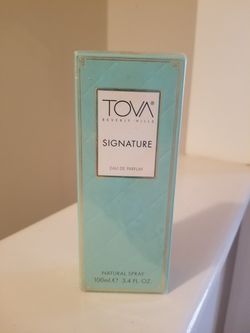 TOVA®
BEVERLY HILLS
SIGNATURE
EAU DE PARFUM
NATURAL SPRAY
100ml.℮ 3.4 FL. OZ.